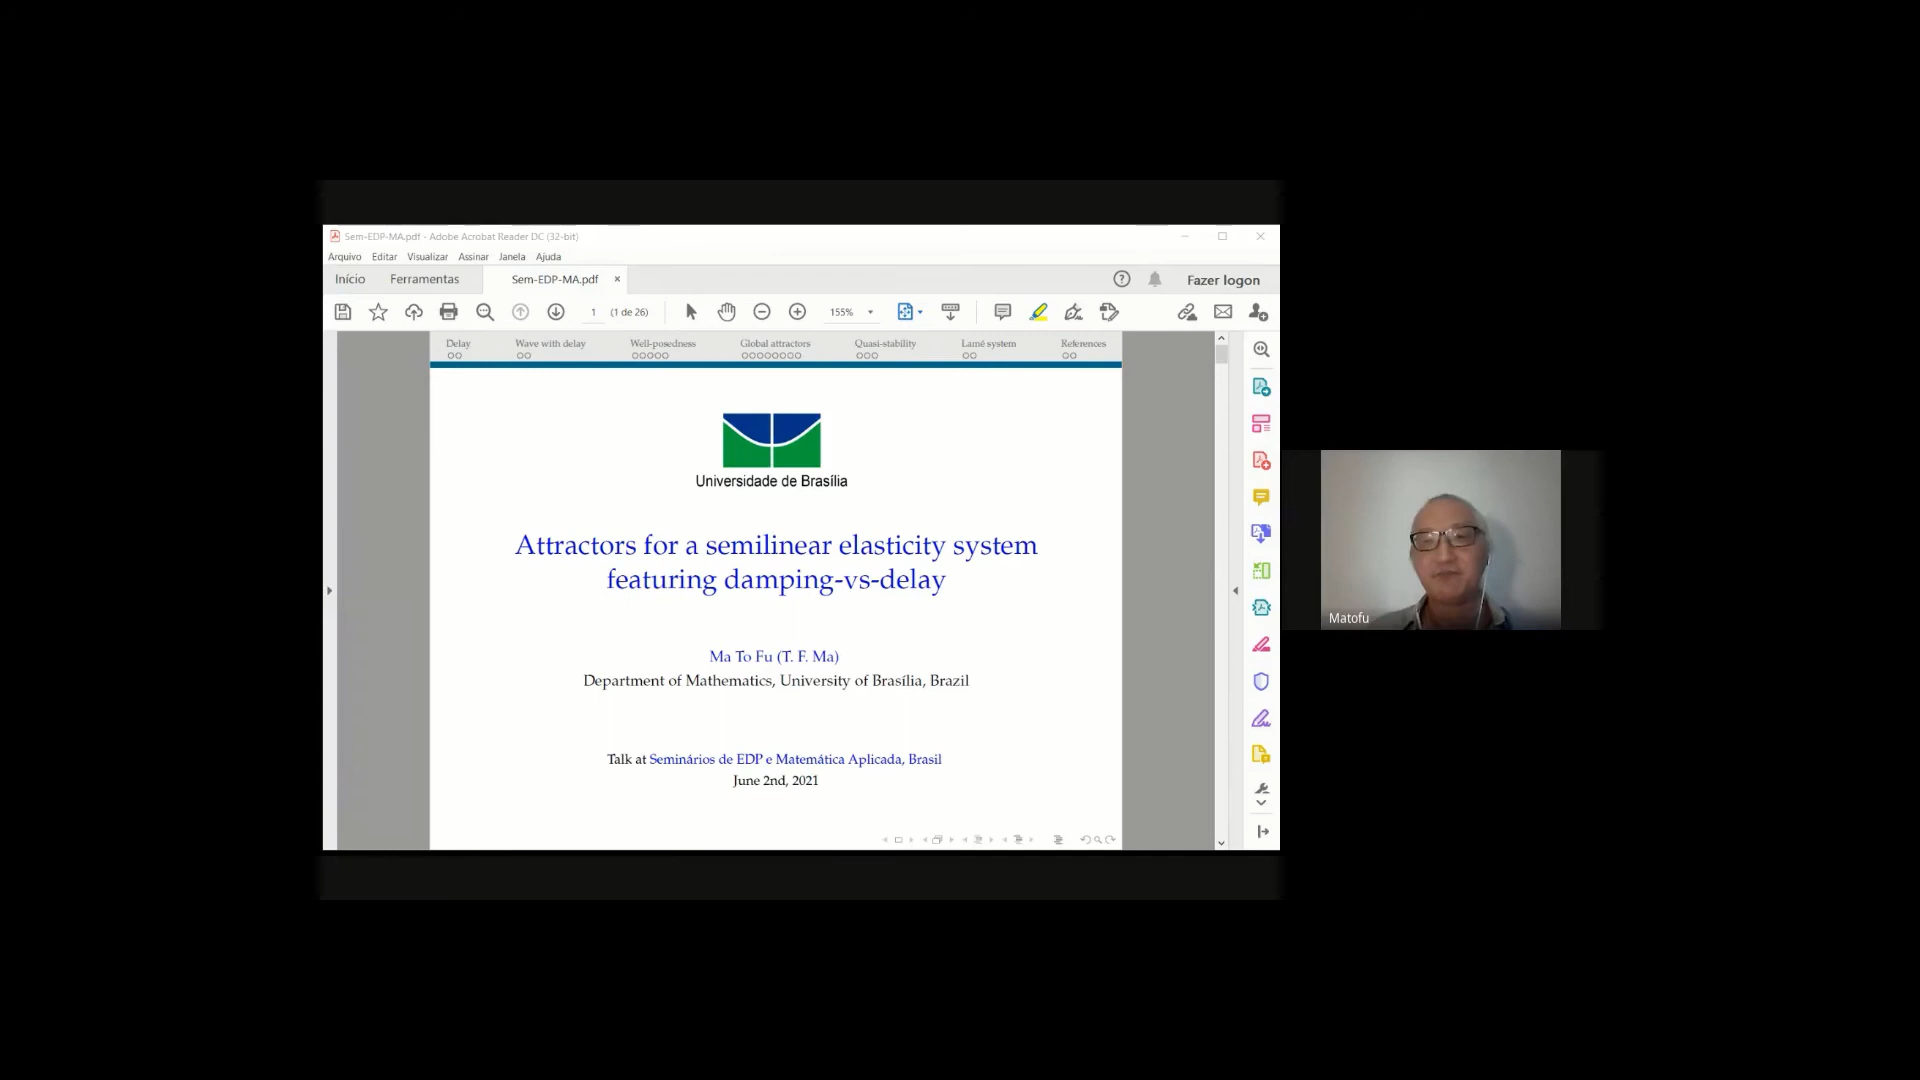 Sem-EDP-MA.pdf - Adobe Acrobat Reader DC (32-bit)
Arquivo Editar Visualizar Assinar Janela Ajuda
Início Ferramentas Sem-EDP-MA.pdf × Fazer logon
1 (1 de 26) 155%
Delay Wave with delay Well-posedness Global attractors Quasi-stability Lamé system References
Universidade de Brasília
Attractors for a semilinear elasticity system
featuring damping-vs-delay
Ma To Fu (T. F. Ma)
Department of Mathematics, University of Brasília, Brazil
Talk at Seminários de EDP e Matemática Aplicada, Brasil
June 2nd, 2021
Matofu